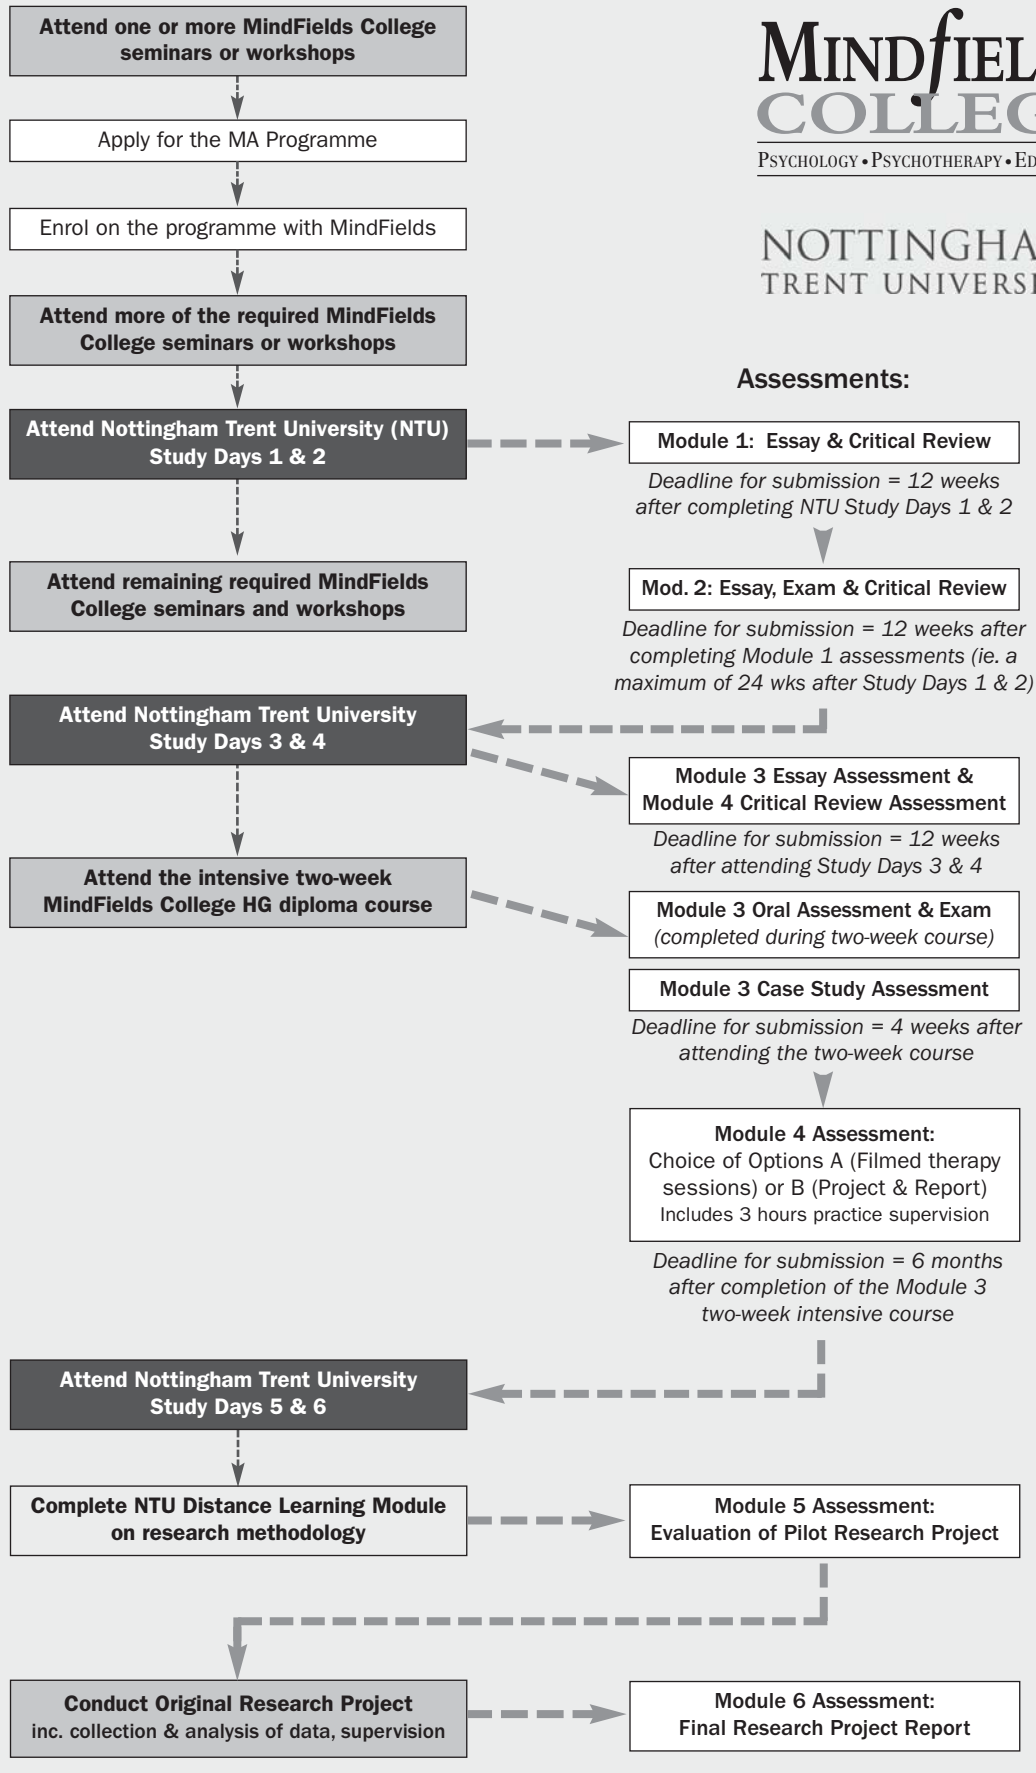 Attend one or more MindFields College
seminars or workshops
Apply for the MA Programme
Enrol on the programme with MindFields
Attend more of the required MindFields
College seminars or workshops
Attend Nottingham Trent University (NTU)
Study Days 1 & 2
Attend remaining required MindFields
College seminars and workshops
Attend Nottingham Trent University
Study Days 3 & 4
Attend the intensive two-week
MindFields College HG diploma course
Attend Nottingham Trent University
Study Days 5 & 6
Complete NTU Distance Learning Module
on research methodology
Conduct Original Research Project
inc. collection & analysis of data, supervision
MINDfIEL
COLLEG
PSYCHOLOGY • PSYCHOTHERAPY • ED
NOTTINGHA
TRENT UNIVERSI
Assessments:
Module 1: Essay & Critical Review
Deadline for submission = 12 weeks
after completing NTU Study Days 1 & 2
Mod. 2: Essay, Exam & Critical Review
Deadline for submission = 12 weeks after
completing Module 1 assessments (ie. a
maximum of 24 wks after Study Days 1 & 2)
Module 3 Essay Assessment &
Module 4 Critical Review Assessment
Deadline for submission = 12 weeks
after attending Study Days 3 & 4
Module 3 Oral Assessment & Exam
(completed during two-week course)
Module 3 Case Study Assessment
Deadline for submission = 4 weeks after
attending the two-week course
Module 4 Assessment:
Choice of Options A (Filmed therapy
sessions) or B (Project & Report)
Includes 3 hours practice supervision
Deadline for submission = 6 months
after completion of the Module 3
two-week intensive course
Module 5 Assessment:
Evaluation of Pilot Research Project
Module 6 Assessment:
Final Research Project Report